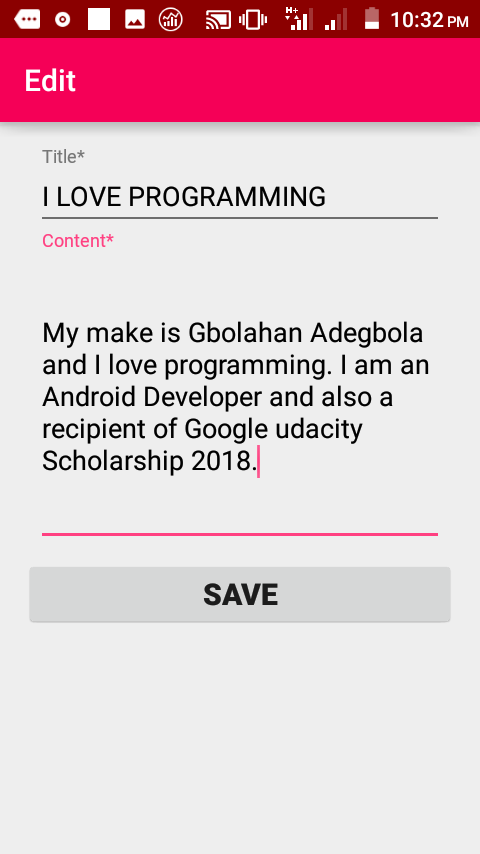 10:32 PM
Edit
Title*
I LOVE PROGRAMMING
Content*
My make is Gbolahan Adegbola
and I love programming. I am an
Android Developer and also a
recipient of Google udacity
Scholarship 2018.
SAVE